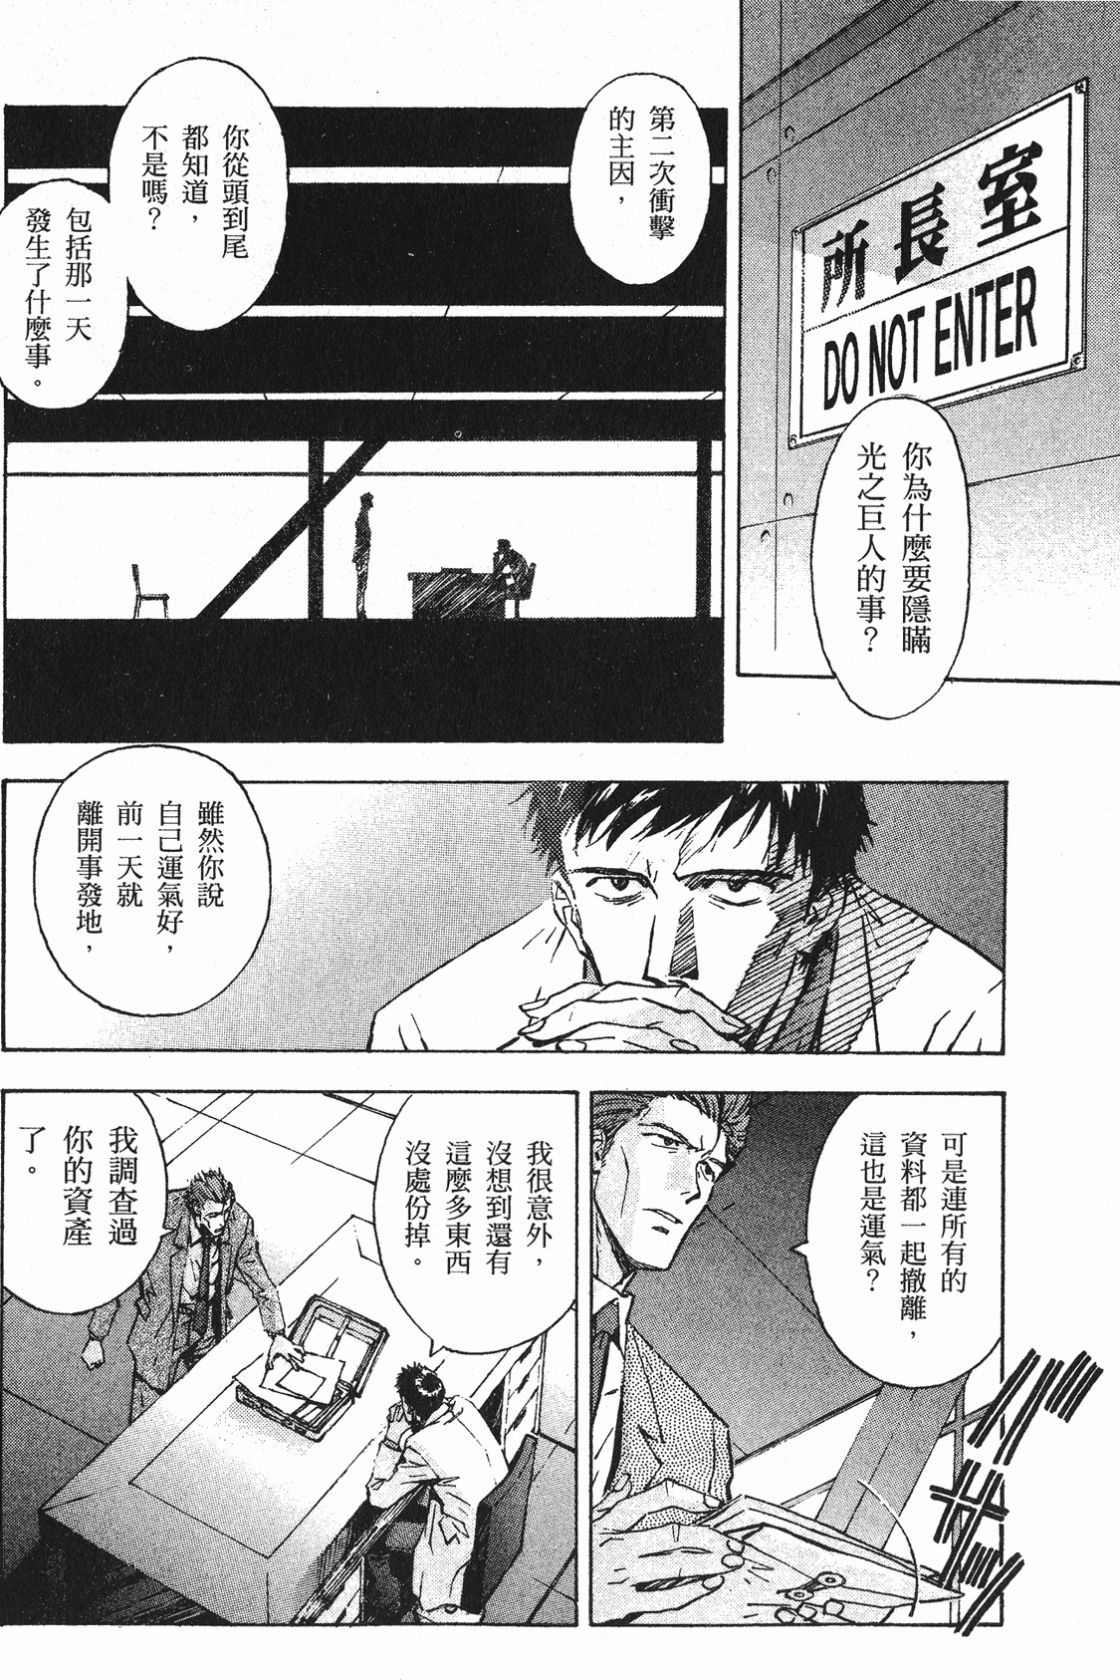 所長室
DO NOT ENTER
你為什麼要隱瞞
光之巨人的事？
第二次衝擊
的主因，
你從頭到尾
都知道，
不是嗎？
包括那一天
發生了什麼事。
雖然你說
自己運氣好，
前一天就
離開事發地，
可是連所有的
資料都一起撤離，
這也是運氣？
バサッ
我很意外，
沒想到還有
這麼多東西
沒處份掉。
我調查過
你的資產
了。